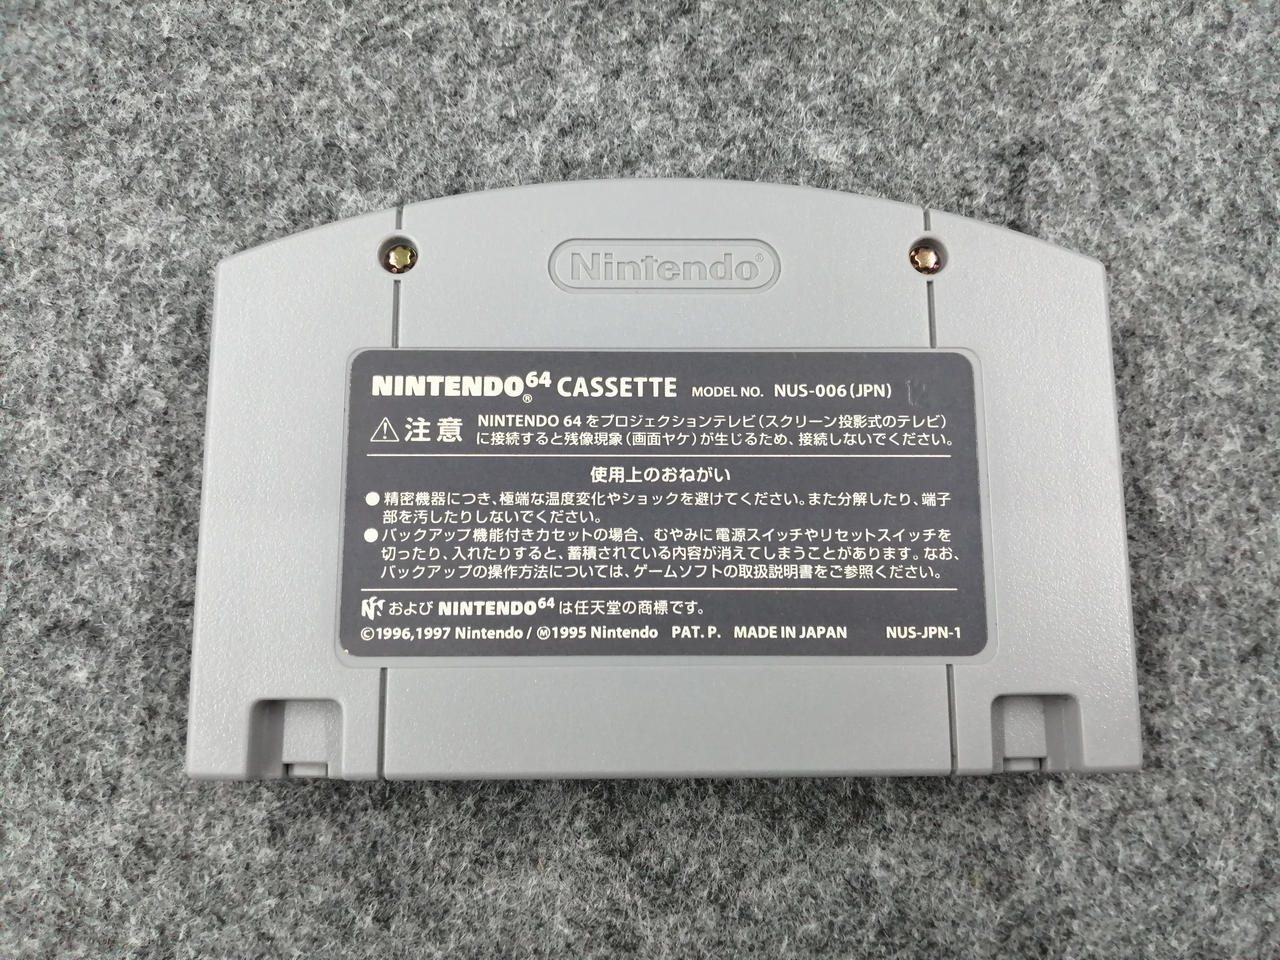 Nintendo®
NINTENDO64® CASSETTE MODEL NO. NUS-006(JPN) 12
⚠注意 NINTENDO 64 をプロジェクションテレビ(スクリーン投影式のテレビ)
に接続すると残像現象(画面ヤケ)が生じるため、接続しないでください。
使用上のおねがい
●精密機器につき、極端な温度変化やショックを避けてください。また分解したり、端子
部を汚したりしないでください。
●バックアップ機能付きカセットの場合、むやみに電源スイッチやリセットスイッチを
切ったり、入れたりすると、蓄積されている内容が消えてしまうことがあります。なお、
バックアップの操作方法については、ゲームソフトの取扱説明書をご参照ください。
および NINTENDO64 は任天堂の商標です。
©1996,1997 Nintendo / Ⓜ1995 Nintendo PAT. P. MADE IN JAPAN NUS-JPN-1